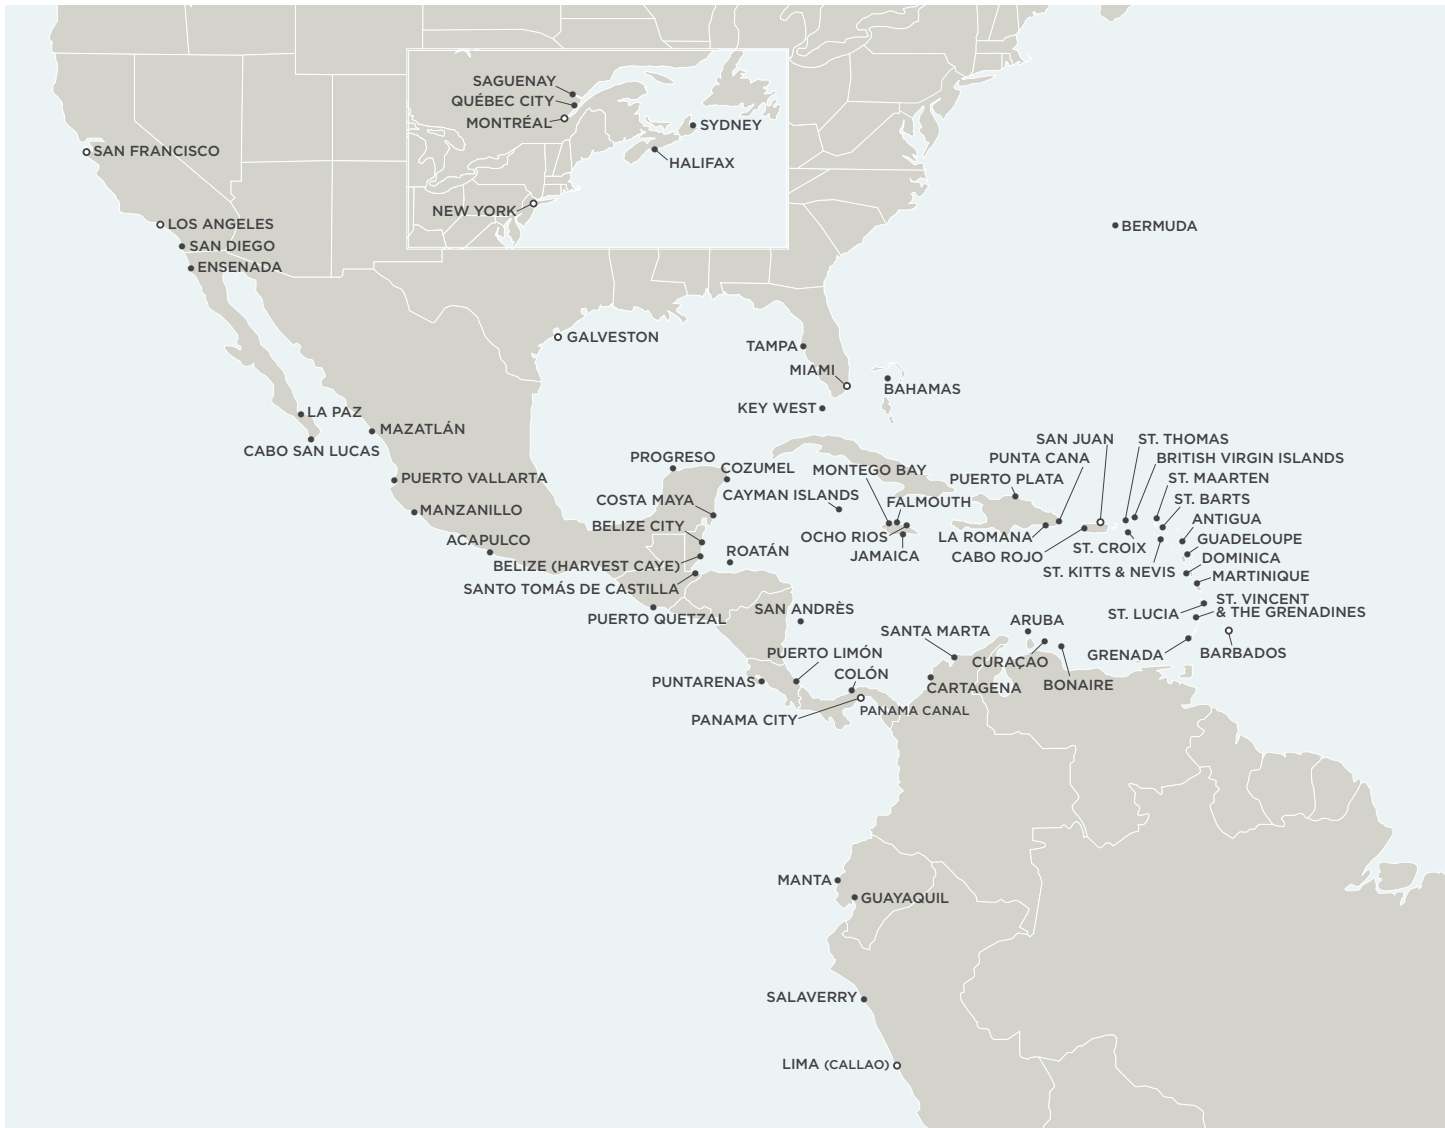 SAGUENAY
QUÉBEC CITY
MONTRÉAL
SYDNEY
HALIFAX
NEW YORK
SAN FRANCISCO
LOS ANGELES
SAN DIEGO
ENSENADA
BERMUDA
GALVESTON
TAMPA
MIAMI
BAHAMAS
KEY WEST
LA PAZ
MAZATLÁN
CABO SAN LUCAS
PUERTO VALLARTA
MANZANILLO
ACAPULCO
PROGRESO
COZUMEL
COSTA MAYA
CAYMAN ISLANDS
BELIZE CITY
BELIZE (HARVEST CAYE)
ROATÁN
SANTO TOMÁS DE CASTILLA
PUERTO QUETZAL
MONTEGO BAY
FALMOUTH
OCHO RIOS
JAMAICA
SAN JUAN
PUNTA CANA
PUERTO PLATA
LA ROMANA
CABO ROJO
ST. THOMAS
BRITISH VIRGIN ISLANDS
ST. MAARTEN
ST. BARTS
ANTIGUA
GUADELOUPE
ST. CROIX
DOMINICA
ST. KITTS & NEVIS
MARTINIQUE
ST. VINCENT
& THE GRENADINES
ST. LUCIA
GRENADA
BARBADOS
SAN ANDRÈS
SANTA MARTA
ARUBA
CURAÇAO
BONAIRE
CARTAGENA
PUERTO LIMÓN
COLÓN
PUNTARENAS
PANAMA CANAL
PANAMA CITY
MANTA
GUAYAQUIL
SALAVERRY
LIMA (CALLAO)